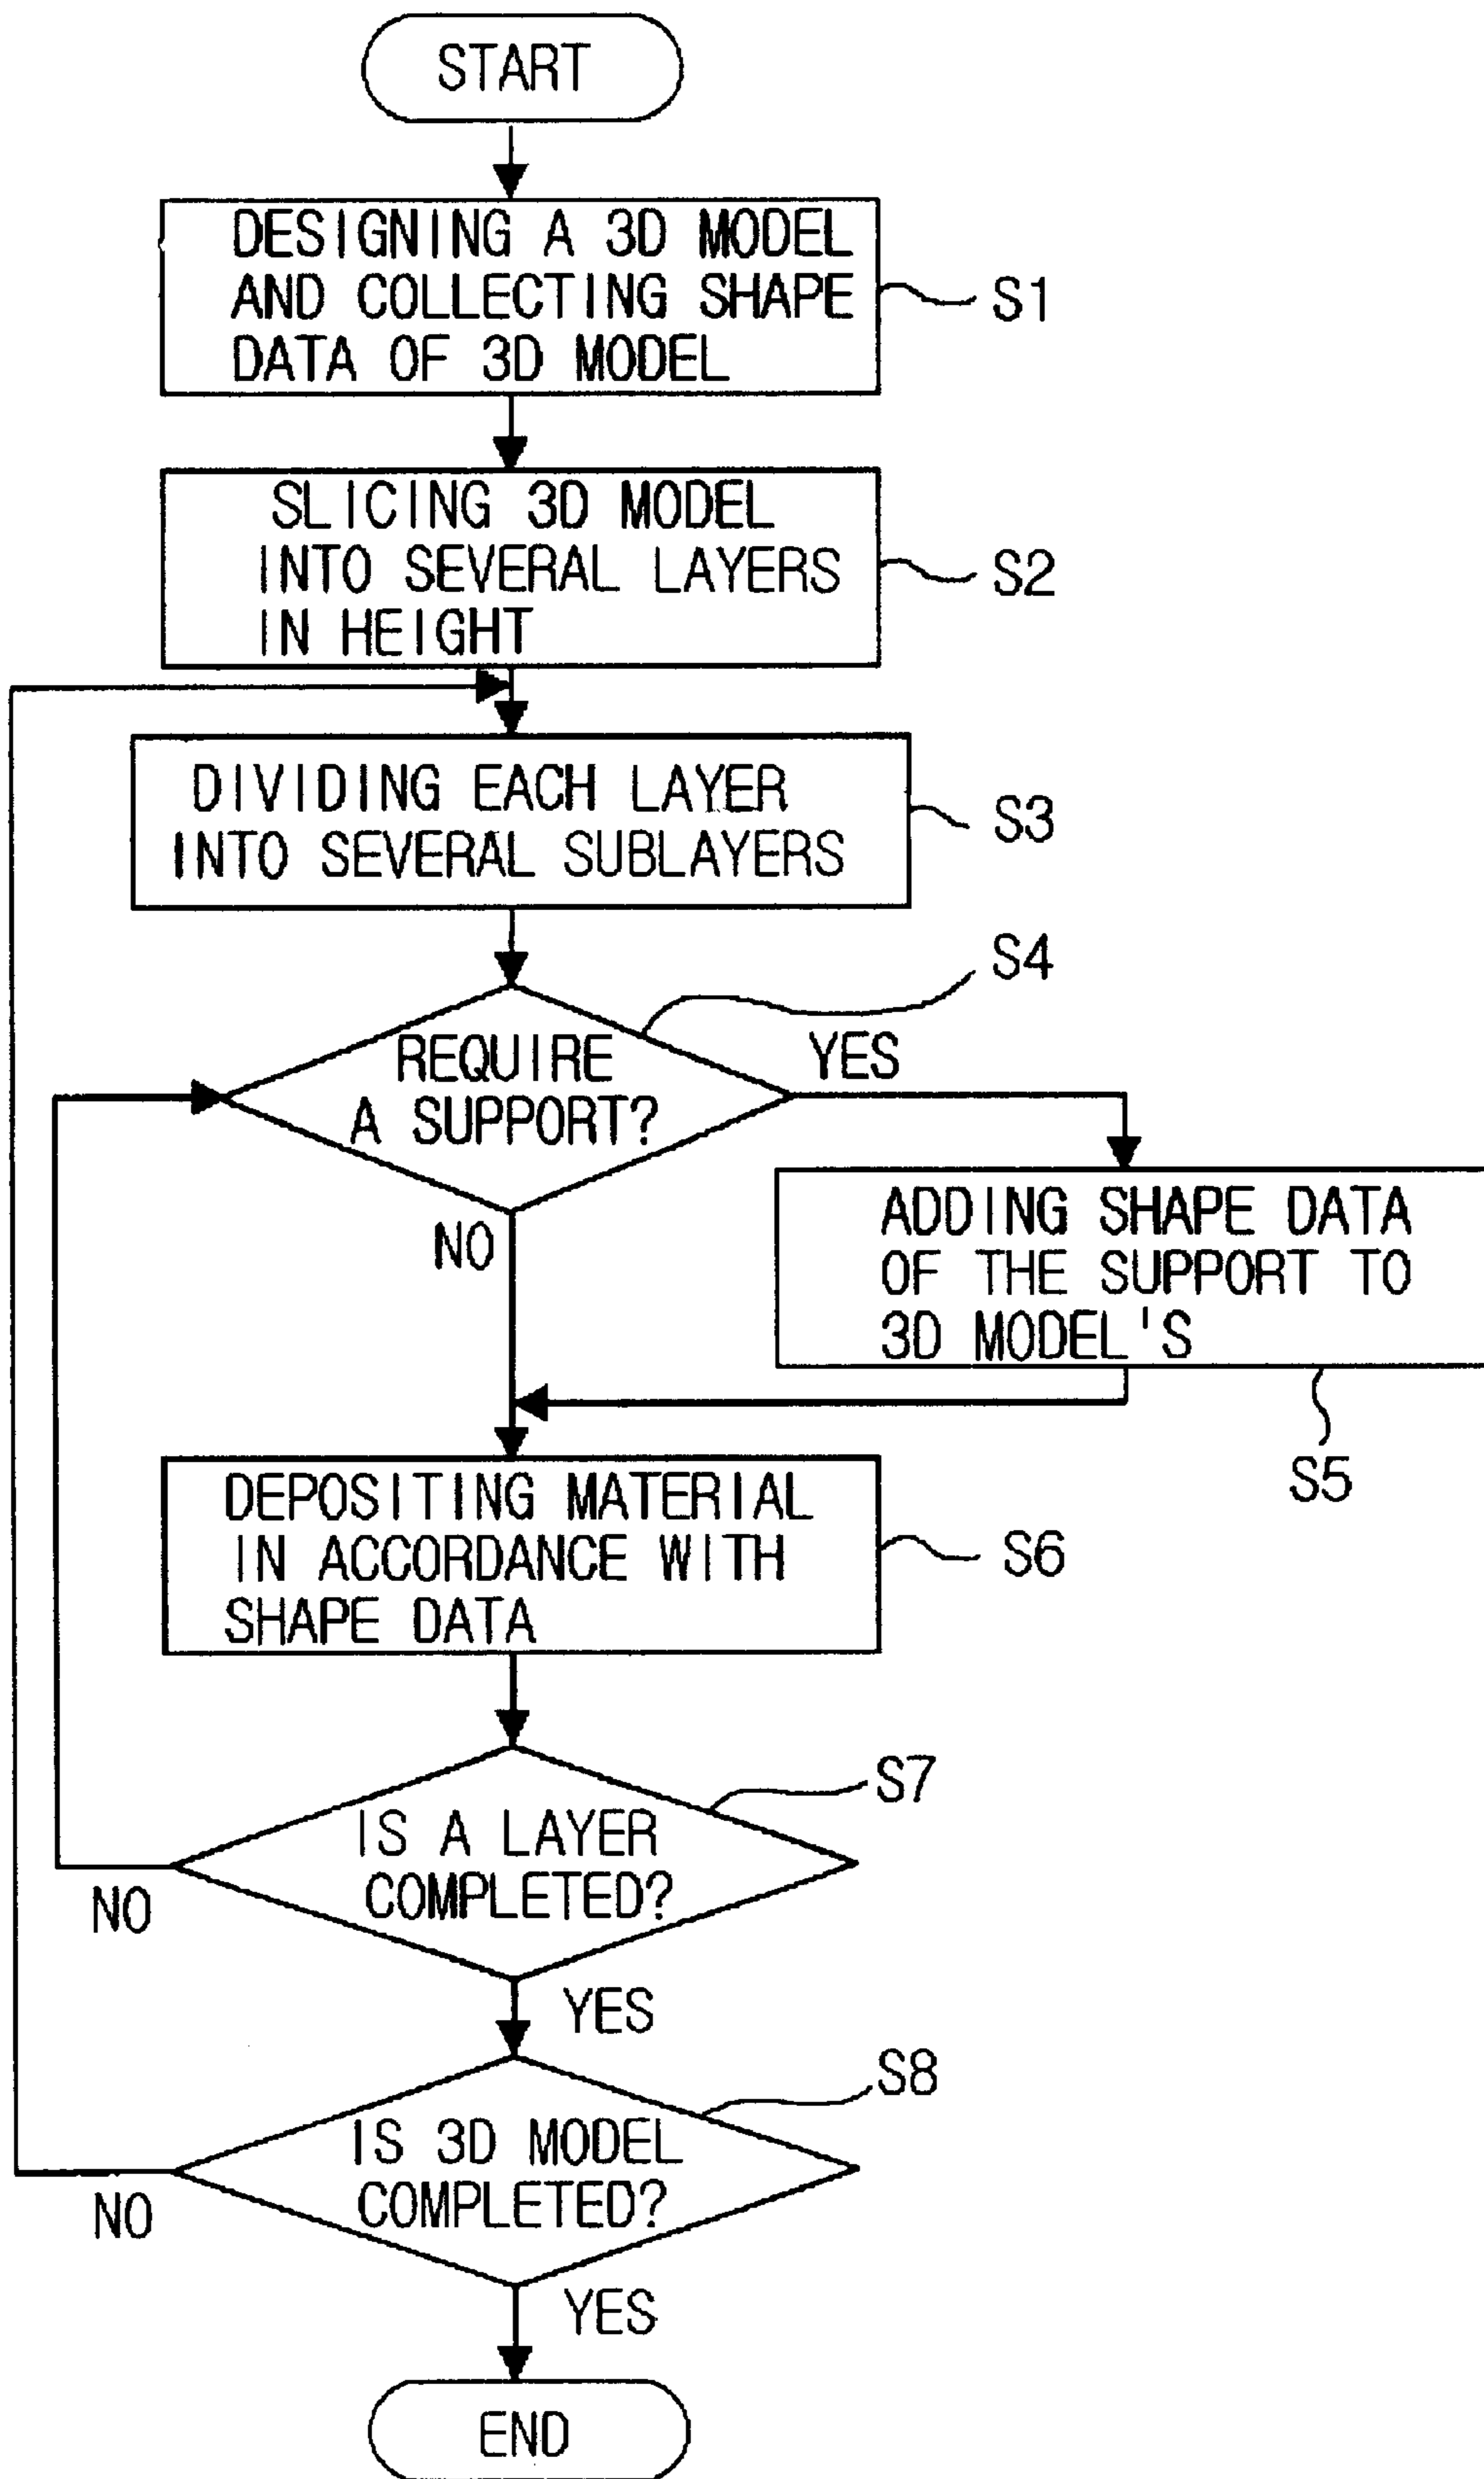 START
DESIGNING A 3D MODEL
AND COLLECTING SHAPE
DATA OF 3D MODEL
S1
SLICING 3D MODEL
INTO SEVERAL LAYERS
IN HEIGHT
S2
DIVIDING EACH LAYER
INTO SEVERAL SUBLAYERS
S3
S4
REQUIRE
A SUPPORT?
YES
NO
ADDING SHAPE DATA
OF THE SUPPORT TO
3D MODEL'S
S5
DEPOSITING MATERIAL
IN ACCORDANCE WITH
SHAPE DATA
S6
S7
IS A LAYER
COMPLETED?
NO
YES
S8
IS 3D MODEL
COMPLETED?
NO
YES
END